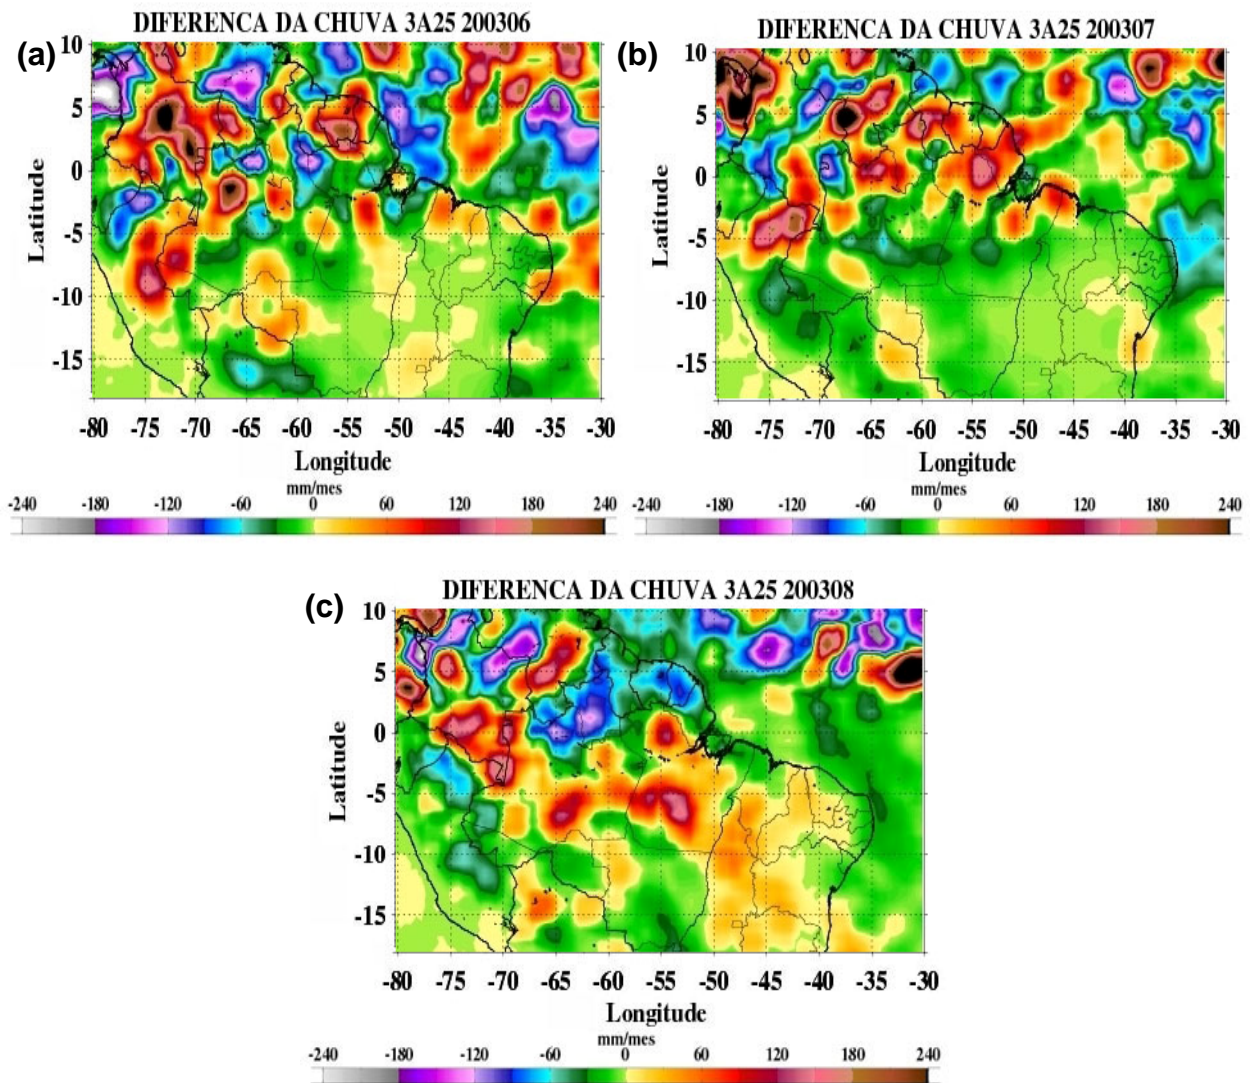 (a)
DIFERENCA DA CHUVA 3A25 200306
10
5
0
-5
-10
-15
Latitude
-80 -75 -70 -65 -60 -55 -50 -45 -40 -35 -30
Longitude
mm/mes
-240 -180 -120 -60 0 60 120 180 240
(b)
DIFERENCA DA CHUVA 3A25 200307
10
5
0
-5
-10
-15
Latitude
-80 -75 -70 -65 -60 -55 -50 -45 -40 -35 -30
Longitude
mm/mes
-240 -180 -120 -60 0 60 120 180 240
(c)
DIFERENCA DA CHUVA 3A25 200308
10
5
0
-5
-10
-15
Latitude
-80 -75 -70 -65 -60 -55 -50 -45 -40 -35 -30
Longitude
mm/mes
-240 -180 -120 -60 0 60 120 180 240